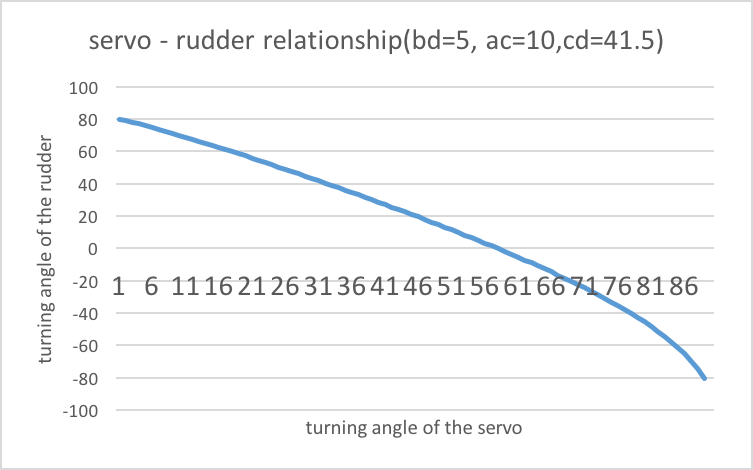 servo - rudder relationship(bd=5, ac=10,cd=41.5)
turning angle of the rudder
100
80
60
40
20
0
-20
-40
-60
-80
-100
1 6 11 16 21 26 31 36 41 46 51 56 61 66 71 76 81 86
turning angle of the servo